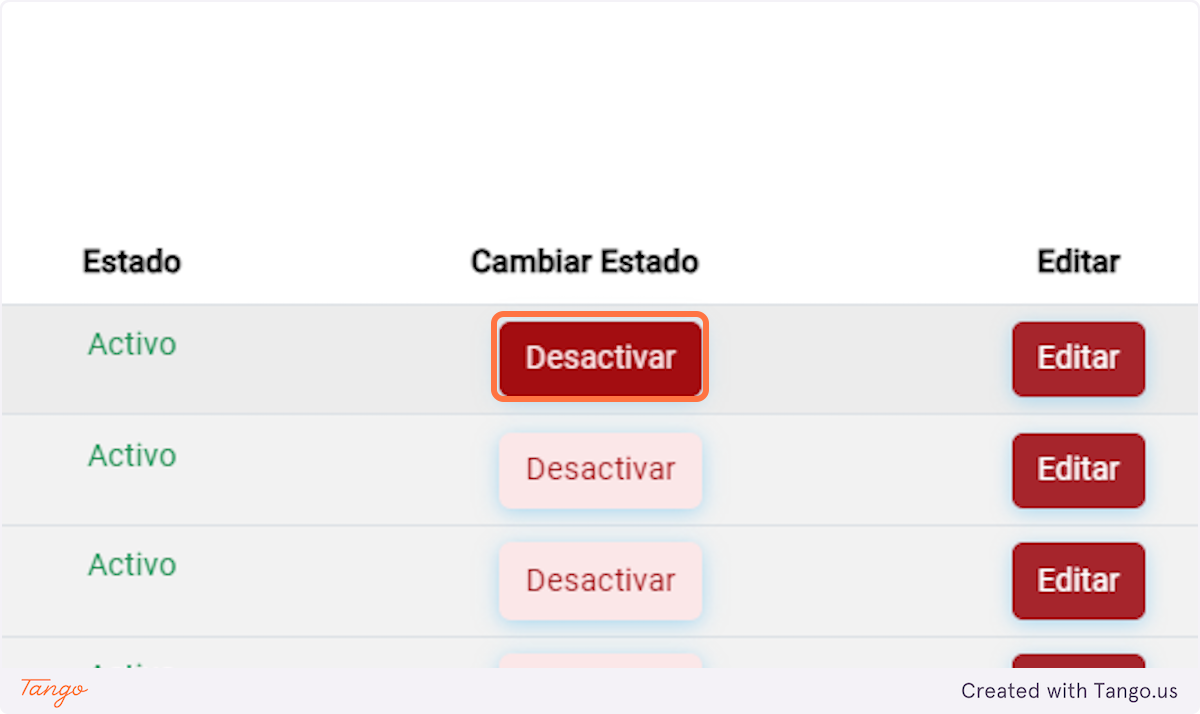 Estado Cambiar Estado Editar
Activo Desactivar Editar
Activo Desactivar Editar
Activo Desactivar Editar
Tango Created with Tango.us